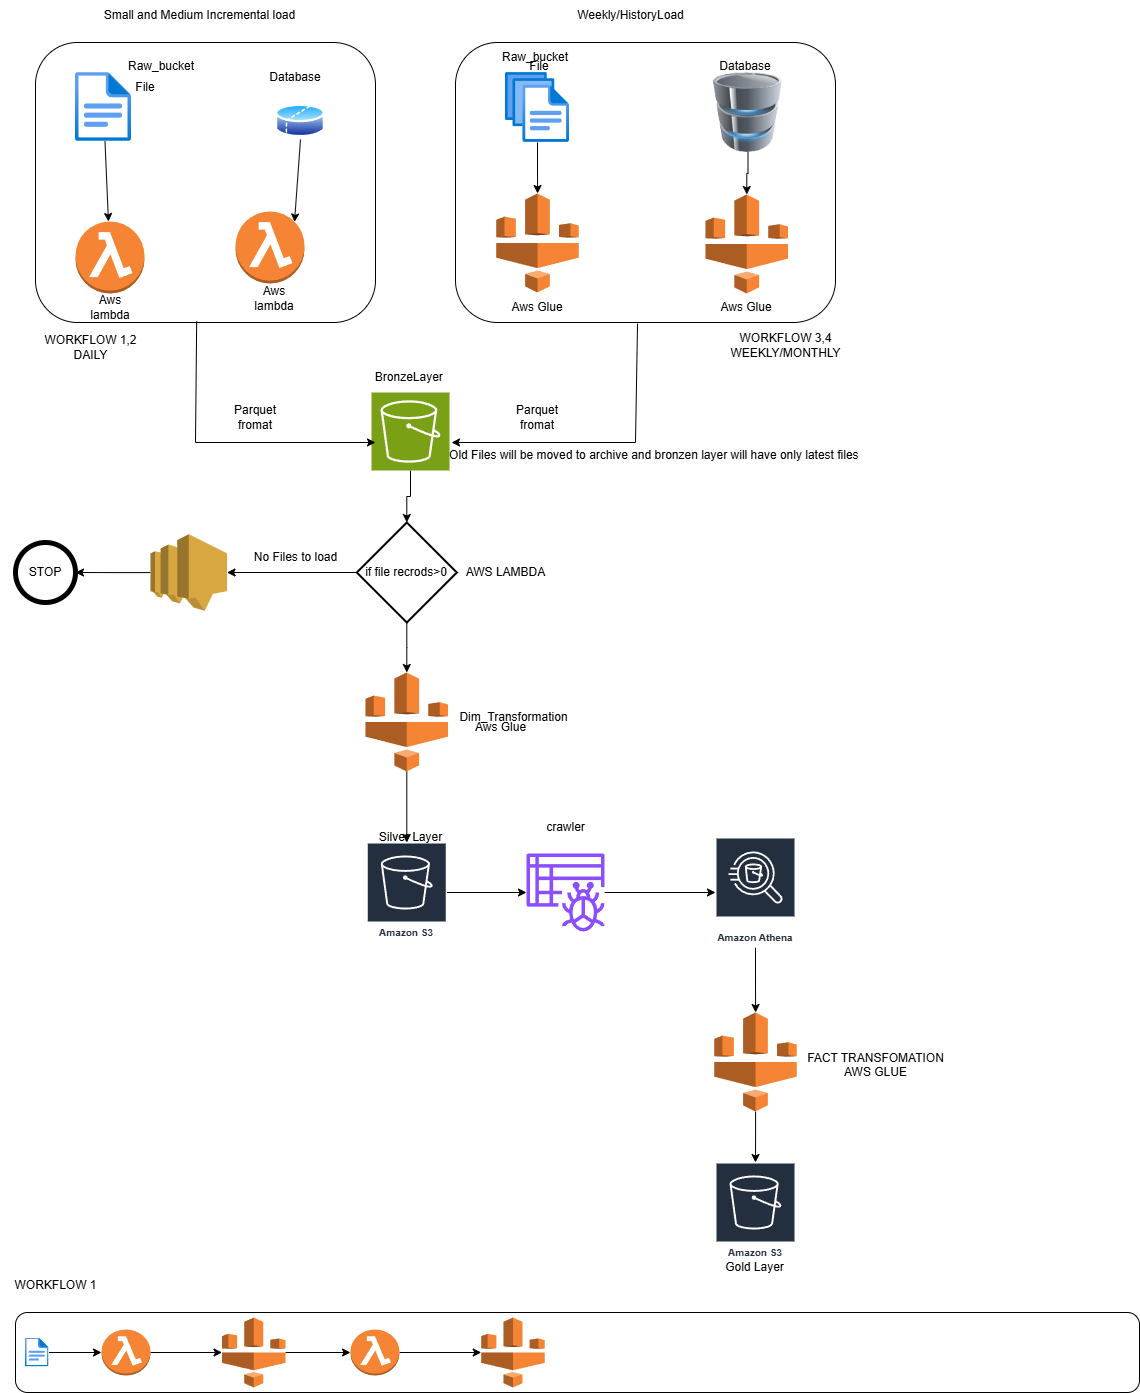 Small and Medium Incremental load
Weekly/HistoryLoad
Raw_bucket
File
Database
Raw_bucket
File
Database
Aws
lambda
Aws
lambda
Aws Glue
Aws Glue
WORKFLOW 1,2
DAILY
WORKFLOW 3,4
WEEKLY/MONTHLY
BronzeLayer
Parquet
fromat
Parquet
fromat
Old Files will be moved to archive and bronzen layer will have only latest files
STOP
No Files to load
if file recrods>0
AWS LAMBDA
Dim_Transformation
Aws Glue
Silver Layer
Amazon S3
crawler
Amazon Athena
FACT TRANSFOMATION
AWS GLUE
Amazon S3
Gold Layer
WORKFLOW 1